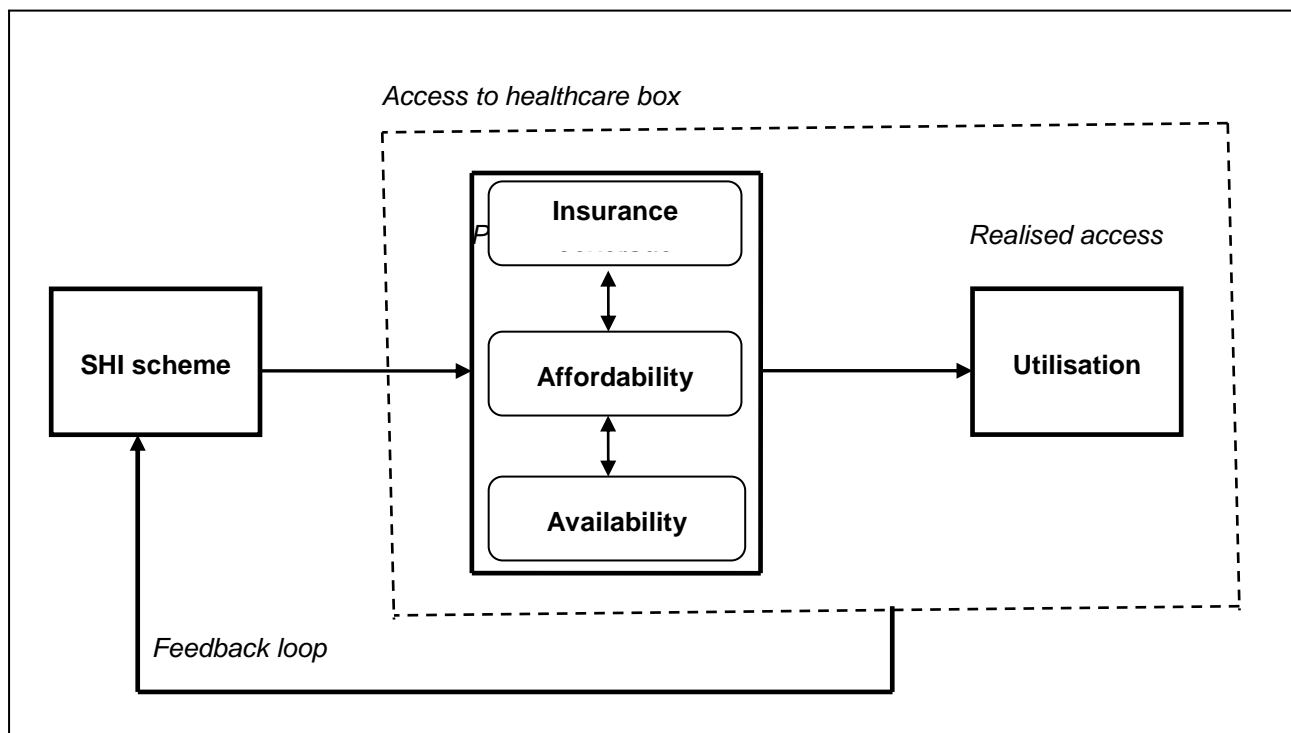 Access to healthcare box
Insurance
Realised access
SHI scheme
Affordability
Utilisation
Availability
Feedback loop